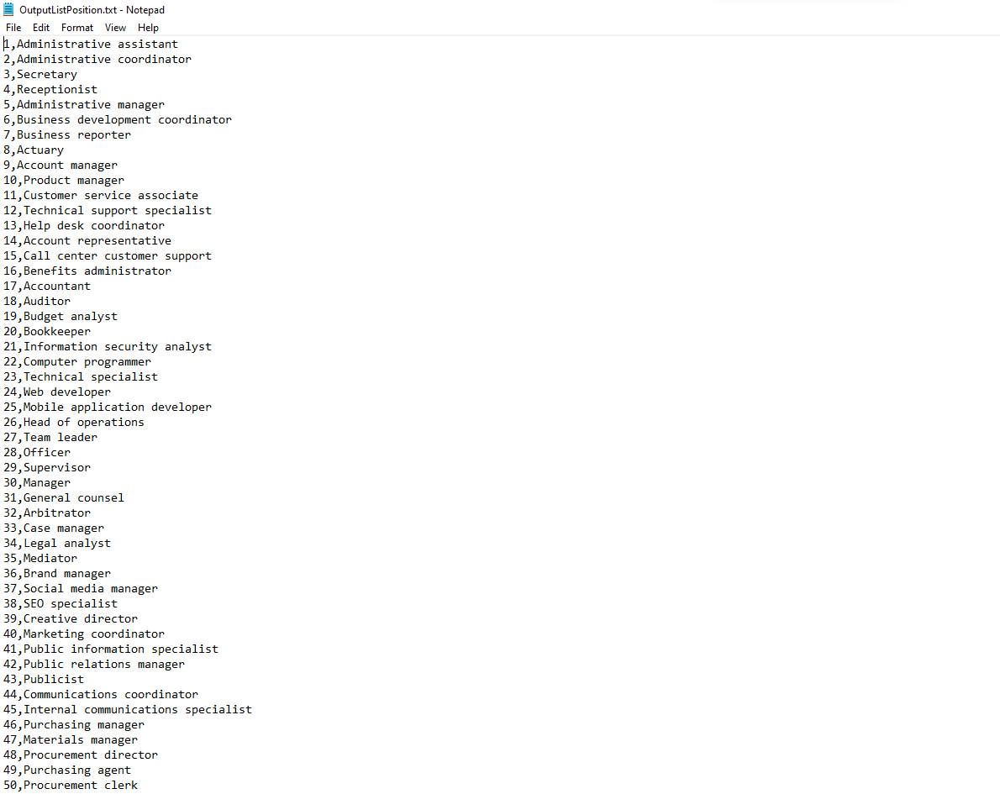 OutputListPosition.txt - Notepad
File Edit Format View Help
1,Administrative assistant
2,Administrative coordinator
3,Secretary
4,Receptionist
5,Administrative manager
6,Business development coordinator
7,Business reporter
8,Actuary
9,Account manager
10,Product manager
11,Customer service associate
12,Technical support specialist
13,Help desk coordinator
14,Account representative
15,Call center customer support
16,Benefits administrator
17,Accountant
18,Auditor
19,Budget analyst
20,Bookkeeper
21,Information security analyst
22,Computer programmer
23,Technical specialist
24,Web developer
25,Mobile application developer
26,Head of operations
27,Team leader
28,Officer
29,Supervisor
30,Manager
31,General counsel
32,Arbitrator
33,Case manager
34,Legal analyst
35,Mediator
36,Brand manager
37,Social media manager
38,SEO specialist
39,Creative director
40,Marketing coordinator
41,Public information specialist
42,Public relations manager
43,Publicist
44,Communications coordinator
45,Internal communications specialist
46,Purchasing manager
47,Materials manager
48,Procurement director
49,Purchasing agent
50,Procurement clerk